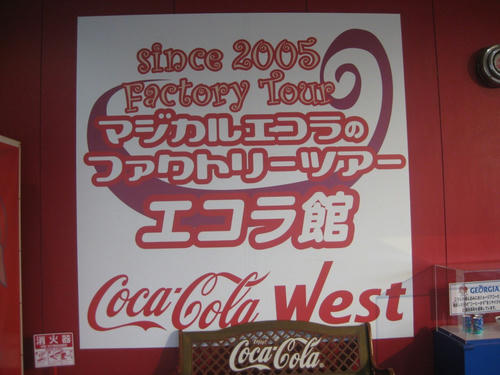 since 2005
Factory Tour
マジカルエコラの
ファクトリーツアー
エコラ館
Coca-Cola West
enjoy
Coca-Cola
消火器
GEORGIA